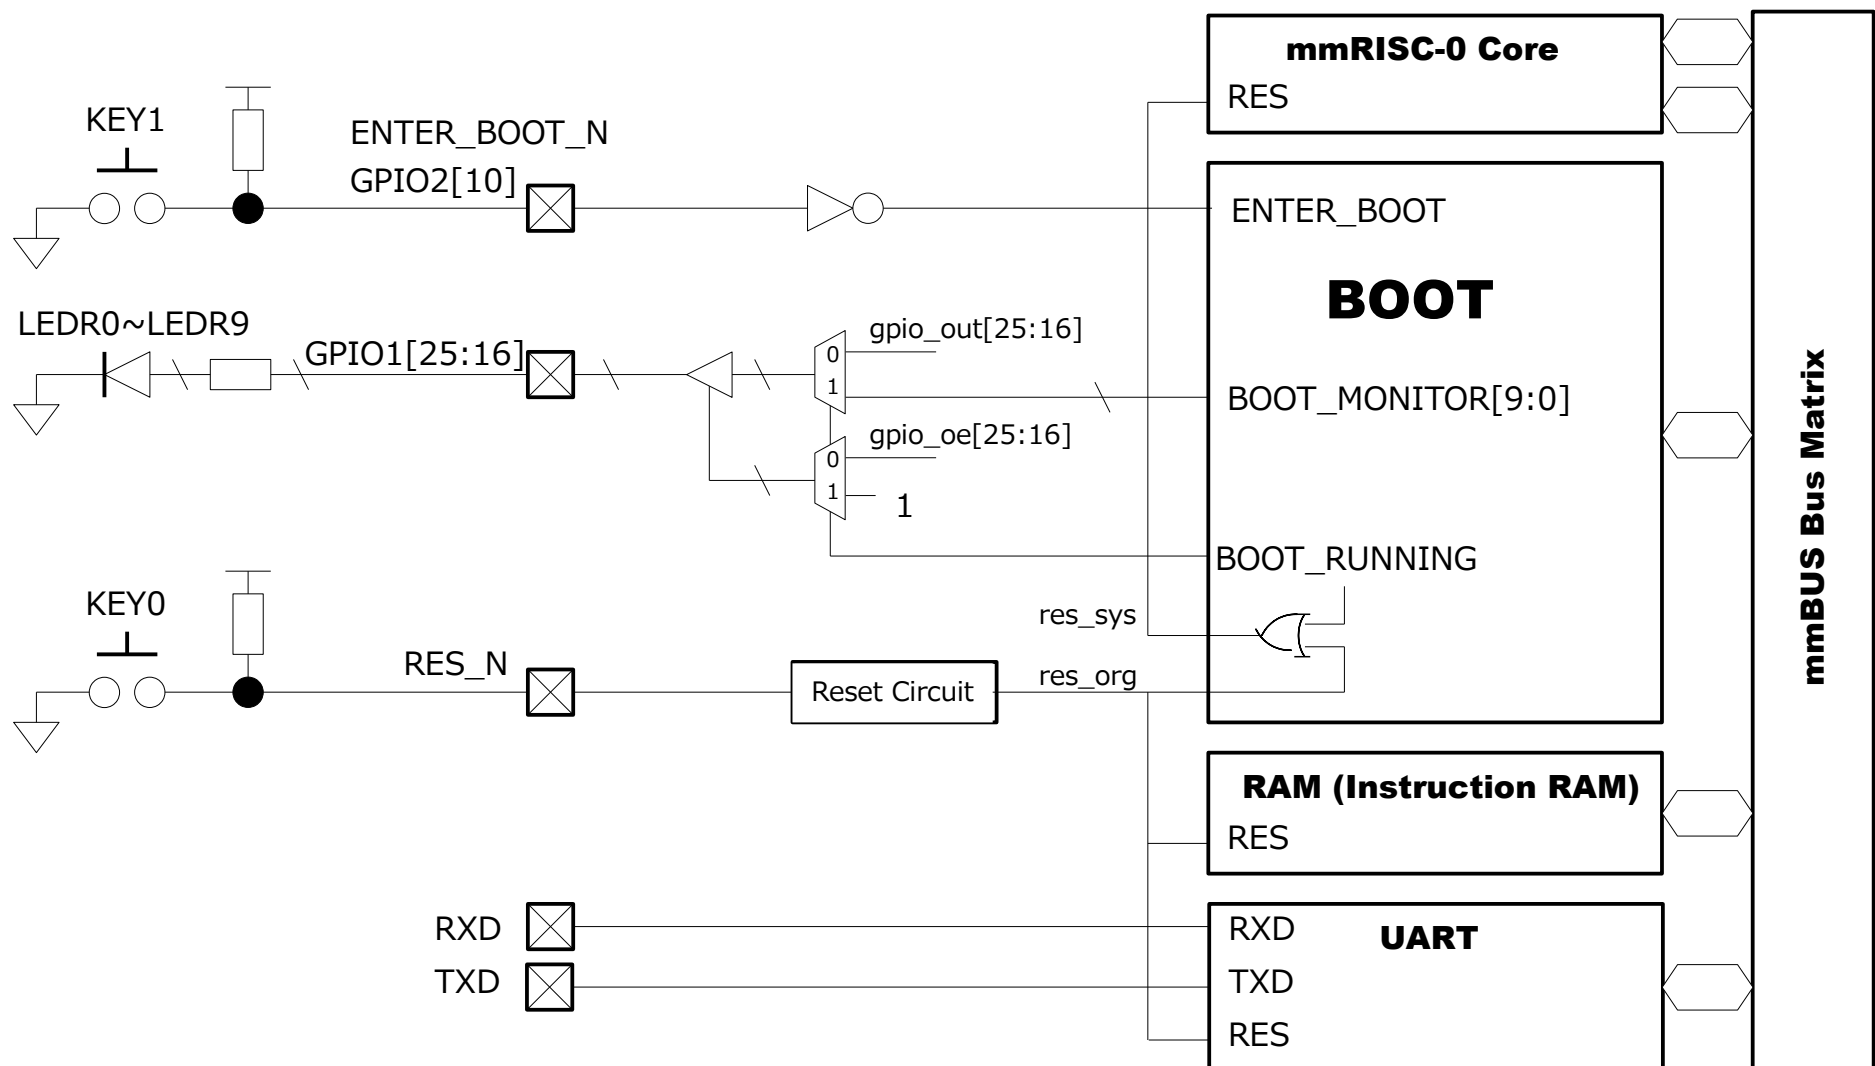 mmRISC-0 Core
RES
KEY1
ENTER_BOOT_N
GPIO2[10]
ENTER_BOOT
BOOT
LEDR0~LEDR9
GPIO1[25:16]
gpio_out[25:16]
0
1
BOOT_MONITOR[9:0]
gpio_oe[25:16]
0
1
1
BOOT_RUNNING
KEY0
RES_N
Reset Circuit
res_sys
res_org
RAM (Instruction RAM)
RES
RXD
TXD
RXD
UART
TXD
RES
mmBUS Bus Matrix